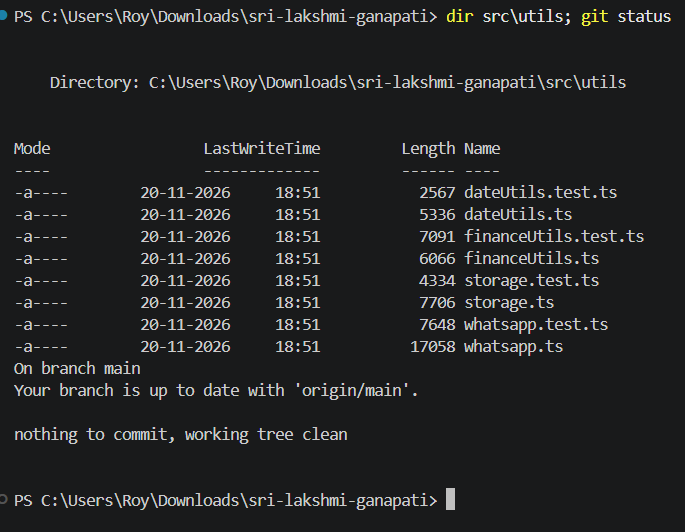 PS C:\Users\Roy\Downloads\sri-lakshmi-ganapati> dir src\utils; git status
Directory: C:\Users\Roy\Downloads\sri-lakshmi-ganapati\src\utils
Mode LastWriteTime Length Name
---- ------------- ------ ----
-a---- 20-11-2026 18:51 2567 dateUtils.test.ts
-a---- 20-11-2026 18:51 5336 dateUtils.ts
-a---- 20-11-2026 18:51 7091 financeUtils.test.ts
-a---- 20-11-2026 18:51 6066 financeUtils.ts
-a---- 20-11-2026 18:51 4334 storage.test.ts
-a---- 20-11-2026 18:51 7706 storage.ts
-a---- 20-11-2026 18:51 7648 whatsapp.test.ts
-a---- 20-11-2026 18:51 17058 whatsapp.ts
On branch main
Your branch is up to date with 'origin/main'.
nothing to commit, working tree clean
PS C:\Users\Roy\Downloads\sri-lakshmi-ganapati>